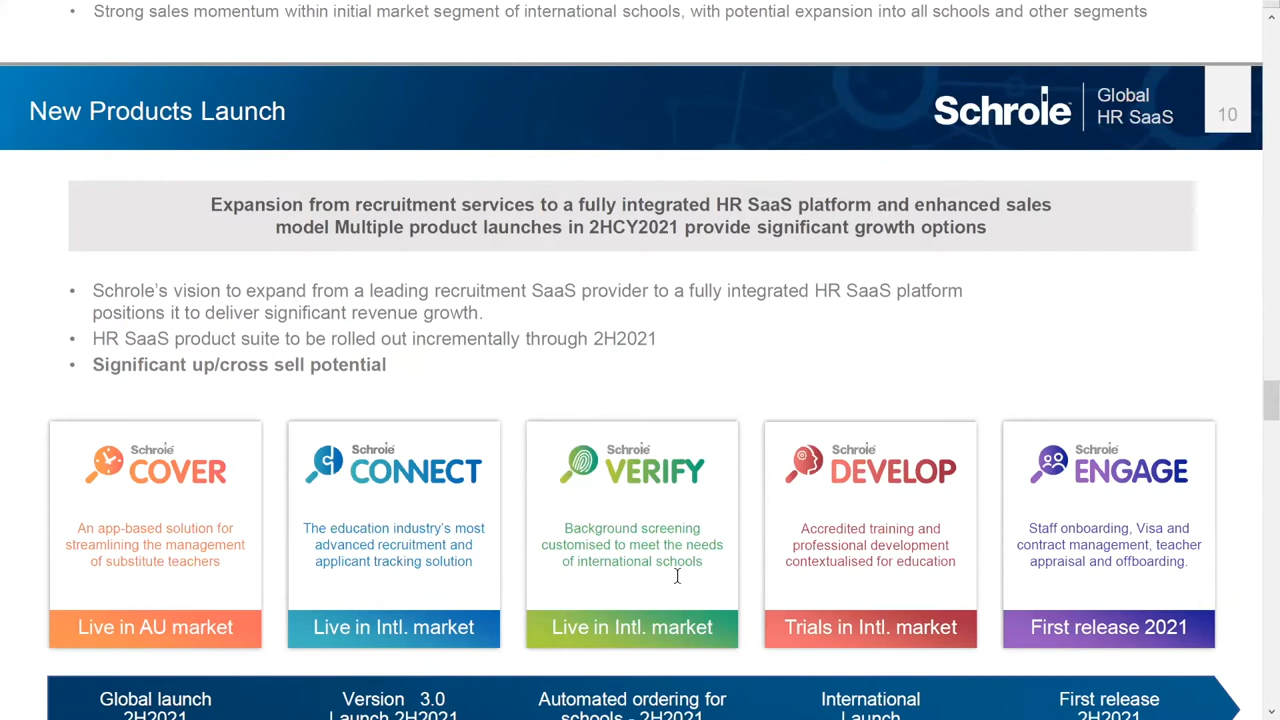 • Strong sales momentum within initial market segment of international schools, with potential expansion into all schools and other segments
New Products Launch
Schrole
Global
HR SaaS
10
Expansion from recruitment services to a fully integrated HR SaaS platform and enhanced sales
model Multiple product launches in 2HCY2021 provide significant growth options
• Schrole's vision to expand from a leading recruitment SaaS provider to a fully integrated HR SaaS platform
positions it to deliver significant revenue growth.
• HR SaaS product suite to be rolled out incrementally through 2H2021
• Significant up/cross sell potential
Schrole
COVER
An app-based solution for
streamlining the management
of substitute teachers
Live in AU market
Schrole
CONNECT
The education industry's most
advanced recruitment and
applicant tracking solution
Live in Intl. market
Schrole
VERIFY
Background screening
customised to meet the needs
of international schools
Live in Intl. market
Schrole
DEVELOP
Accredited training and
professional development
contextualised for education
Trials in Intl. market
Schrole
ENGAGE
Staff onboarding, Visa and
contract management, teacher
appraisal and offboarding.
First release 2021
Global launch
2H2021
Version 3.0
Launch 2H2021
Automated ordering for
schools - 2H2021
International
Launch
First release
2H2021